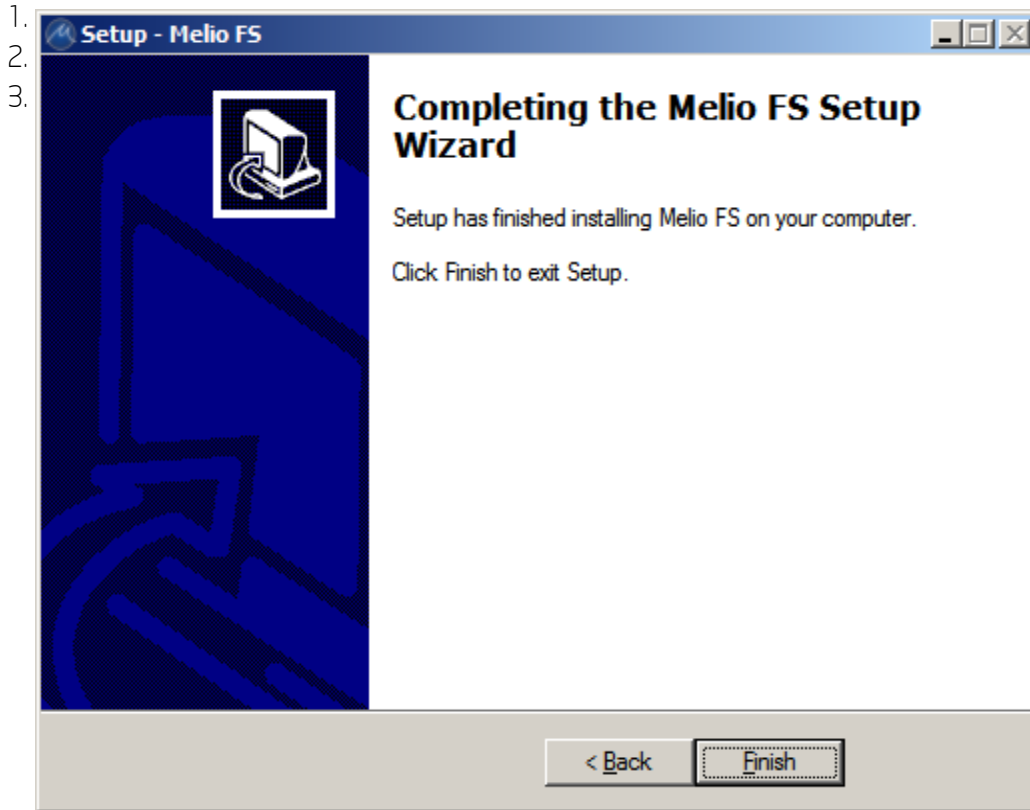 1.
Setup - Melio FS
2.
3.
Completing the Melio FS Setup
Wizard
Setup has finished installing Melio FS on your computer.
Click Finish to exit Setup.
< Back
Finish